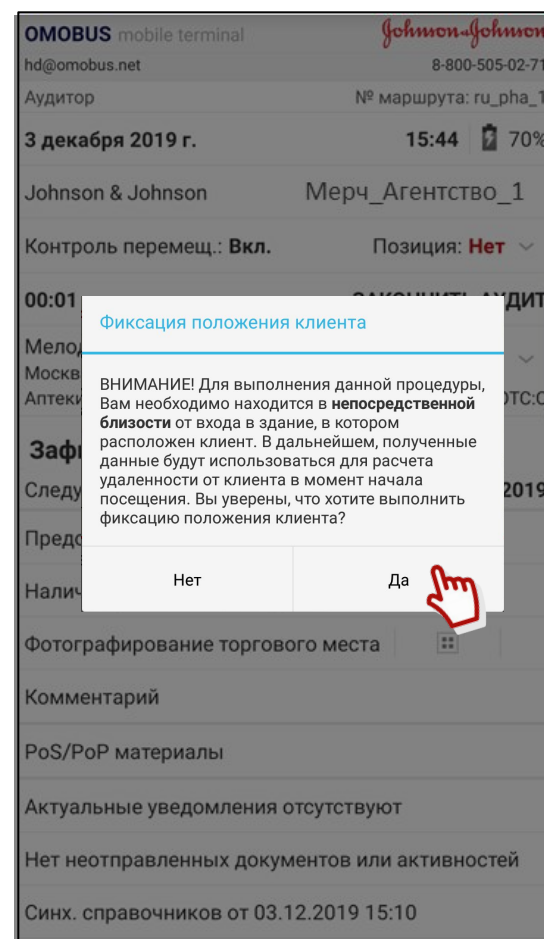 OMOBUS mobile terminal
Johnson&Johnson
hd@omobus.net
8-800-505-02-71
Аудитор
№ маршрута: ru_pha_1
3 декабря 2019 г.
15:44
70%
Johnson & Johnson
Мерч_Агентство_1
Контроль перемещ.: Вкл.
Позиция: Нет
00:01
Фиксация положения клиента
ВНИМАНИЕ! Для выполнения данной процедуры,
Вам необходимо находится в непосредственной
близости от входа в здание, в котором
расположен клиент. В дальнейшем, полученные
данные будут использоваться для расчета
удаленности от клиента в момент начала
посещения. Вы уверены, что хотите выполнить
фиксацию положения клиента?
Нет
Да
2019
Фотографирование торгового места
Комментарий
PoS/PoP материалы
Актуальные уведомления отсутствуют
Нет неотправленных документов или активностей
Синх. справочников от 03.12.2019 15:10